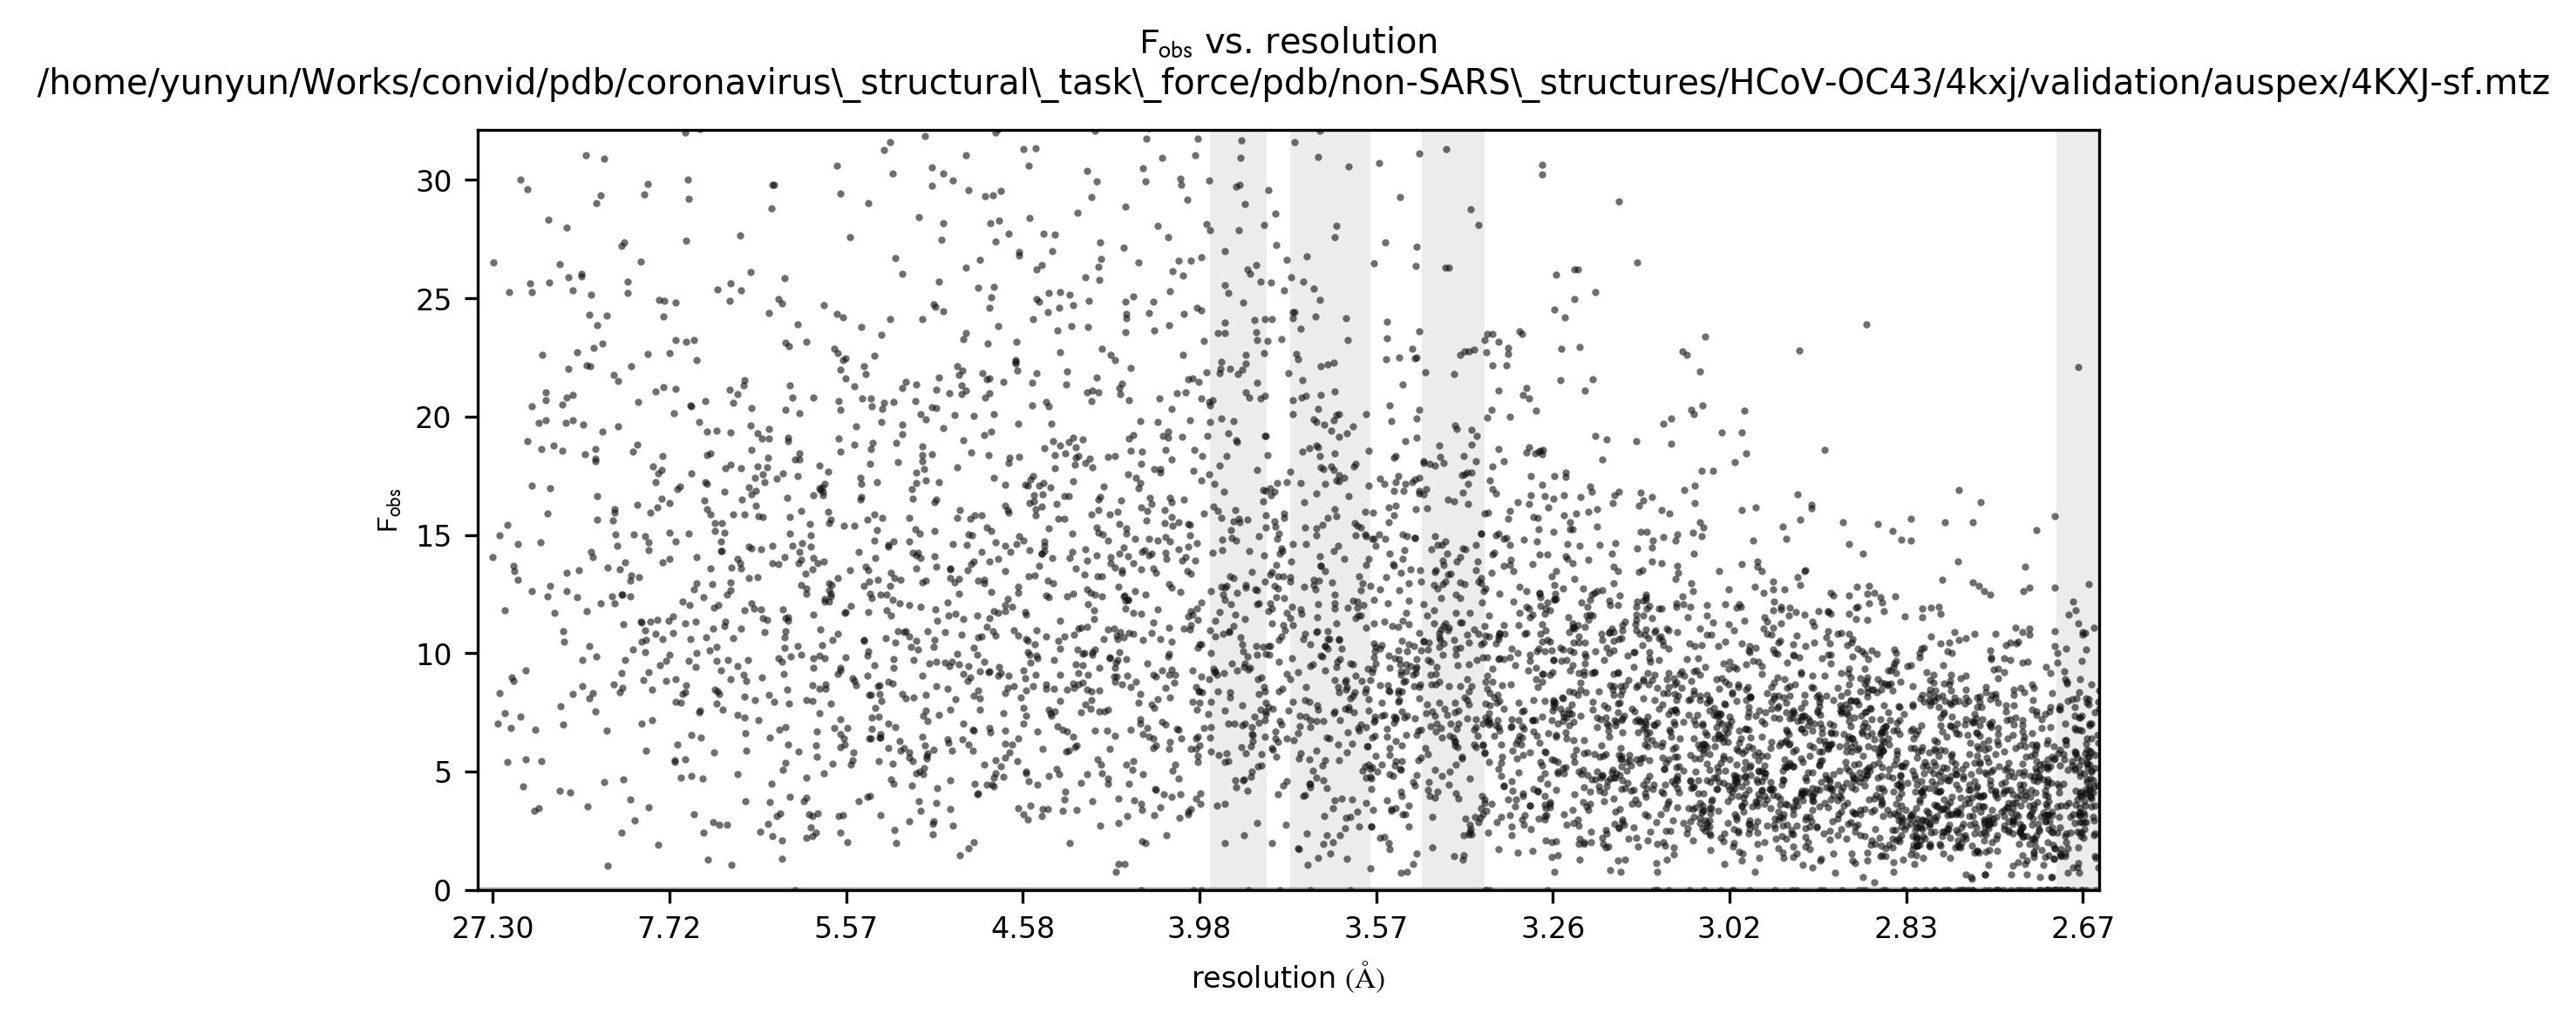 F_obs vs. resolution
/home/yunyun/Works/convid/pdb/coronavirus\_structural\_task\_force/pdb/non-SARS\_structures/HCoV-OC43/4kxj/validation/auspex/4KXJ-sf.mtz
30
25
20
15
10
5
0
F_obs
27.30 7.72 5.57 4.58 3.98 3.57 3.26 3.02 2.83 2.67
resolution (Å)